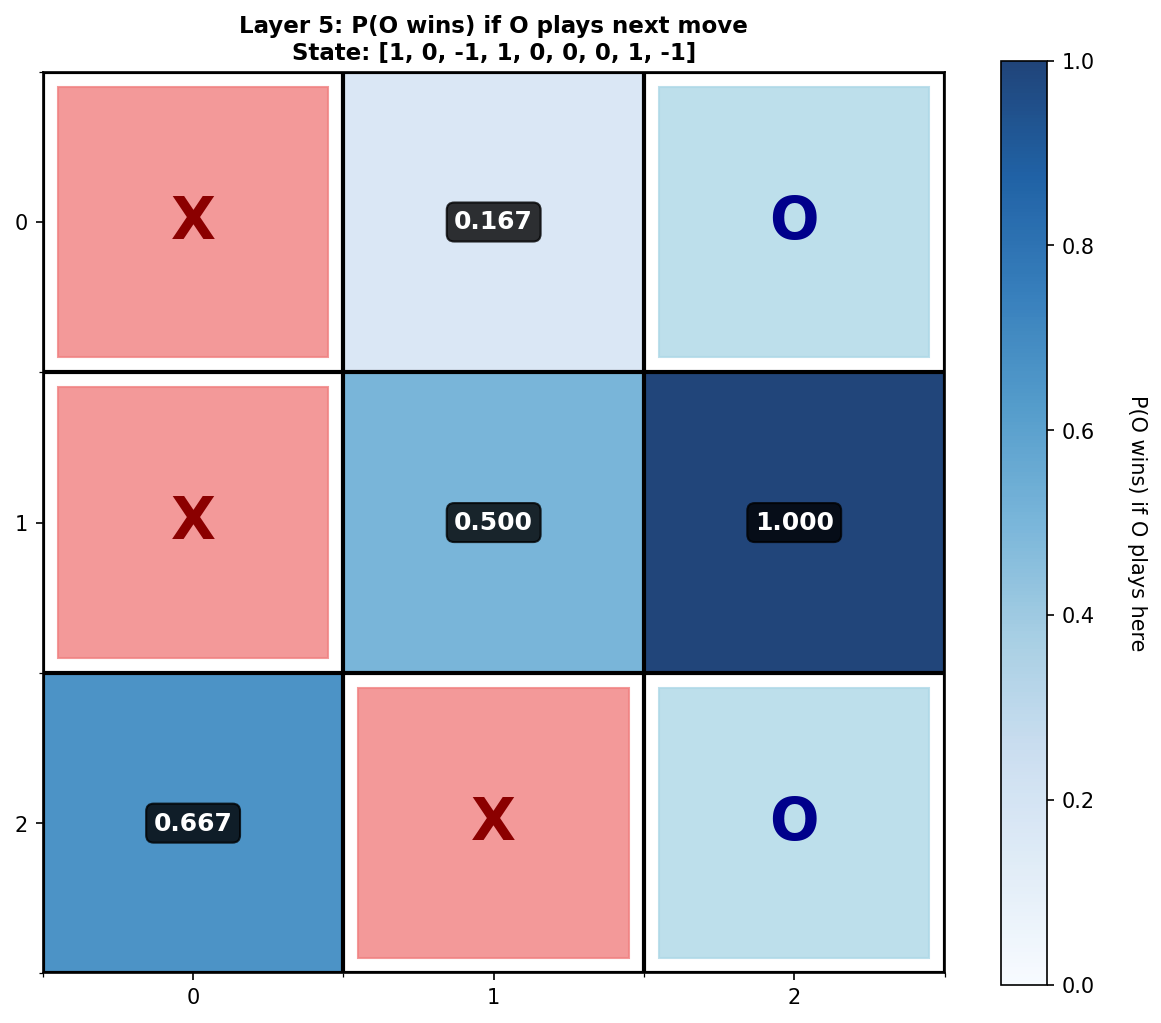 Layer 5: P(O wins) if O plays next move
State: [1, 0, -1, 1, 0, 0, 0, 1, -1]
0
X
0.167
O
1
X
0.500
1.000
2
0.667
X
O
0
1
2
1.0
0.8
0.6
0.4
0.2
0.0
P(O wins) if O plays here